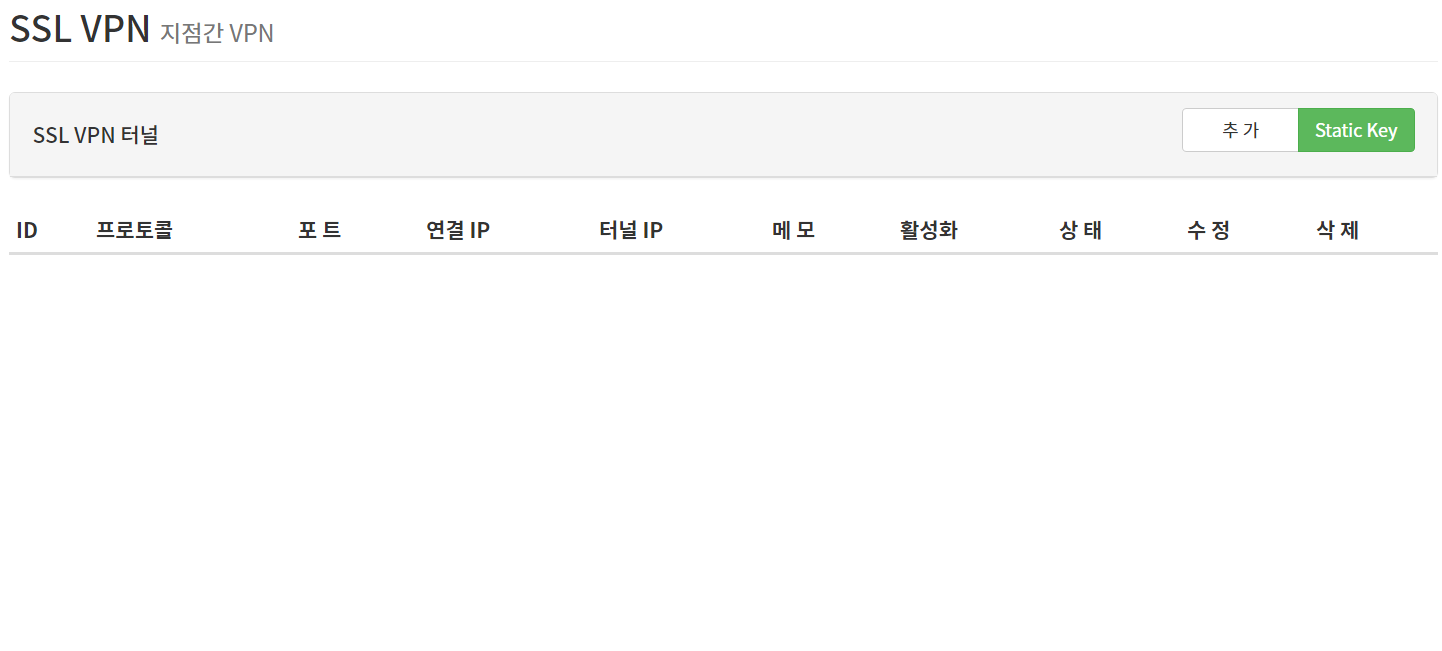 SSL VPN 지점간 VPN
SSL VPN 터널
추 가 Static Key
ID 프로토콜 포 트 연결 IP 터널 IP 메 모 활성화 상 태 수 정 삭 제